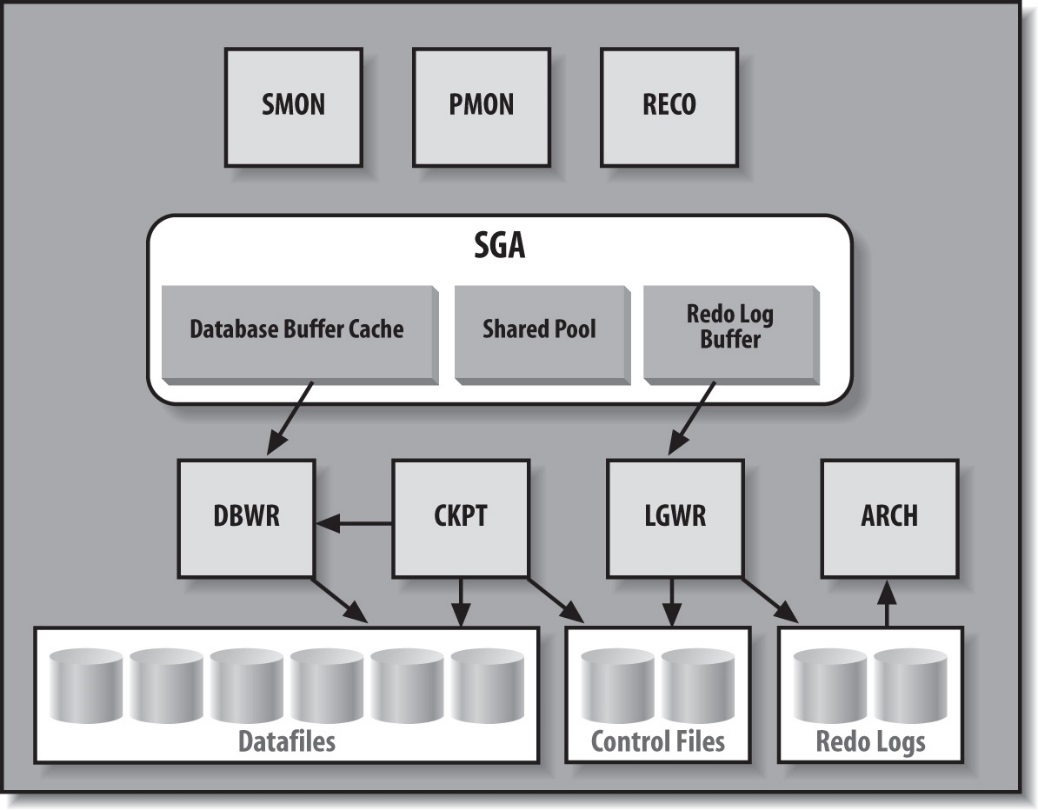 SMON
PMON
RECO
SGA
Database Buffer Cache
Shared Pool
Redo Log
Buffer
DBWR
CKPT
LGWR
ARCH
Datafiles
Control Files
Redo Logs